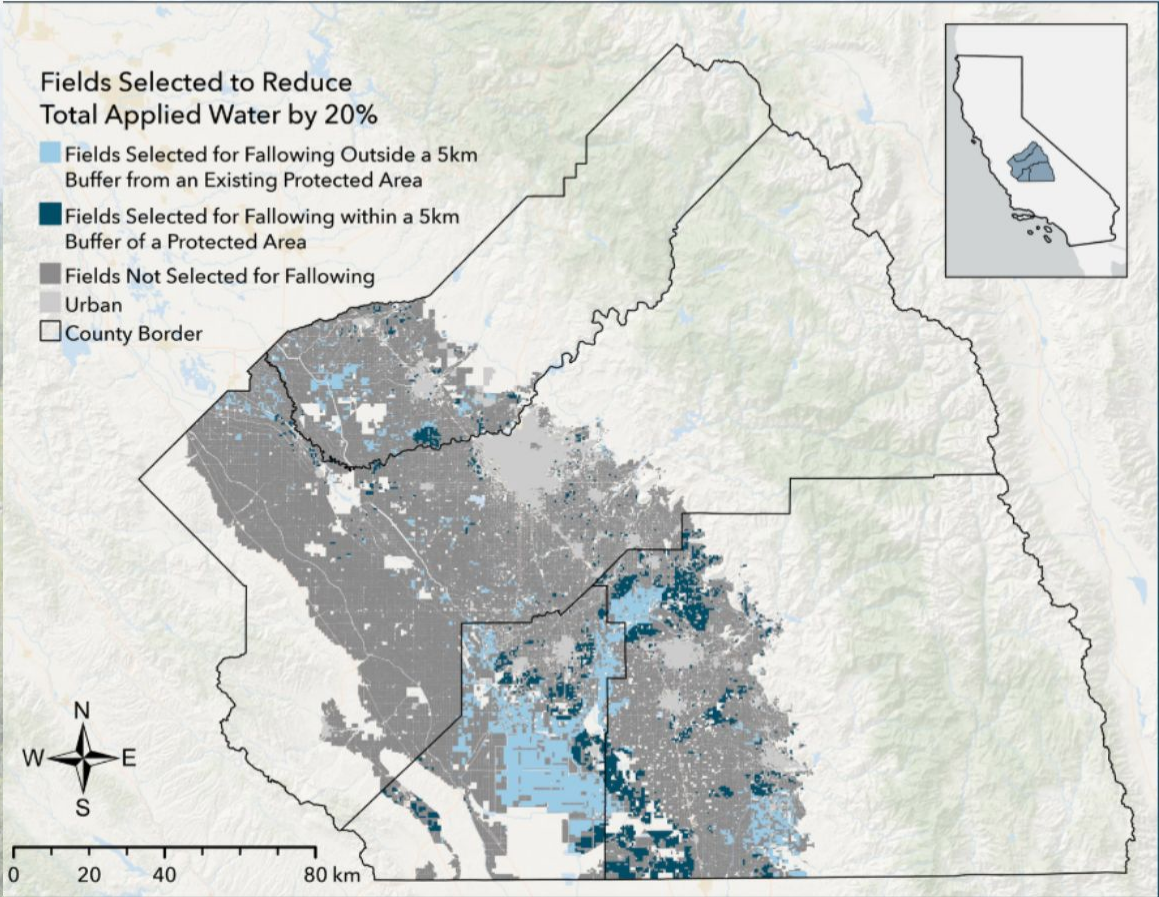 Fields Selected to Reduce
Total Applied Water by 20%
Fields Selected for Fallowing Outside a 5km
Buffer from an Existing Protected Area
Fields Selected for Fallowing within a 5km
Buffer of a Protected Area
Fields Not Selected for Fallowing
Urban
County Border
N
W E
S
0 20 40 80 km